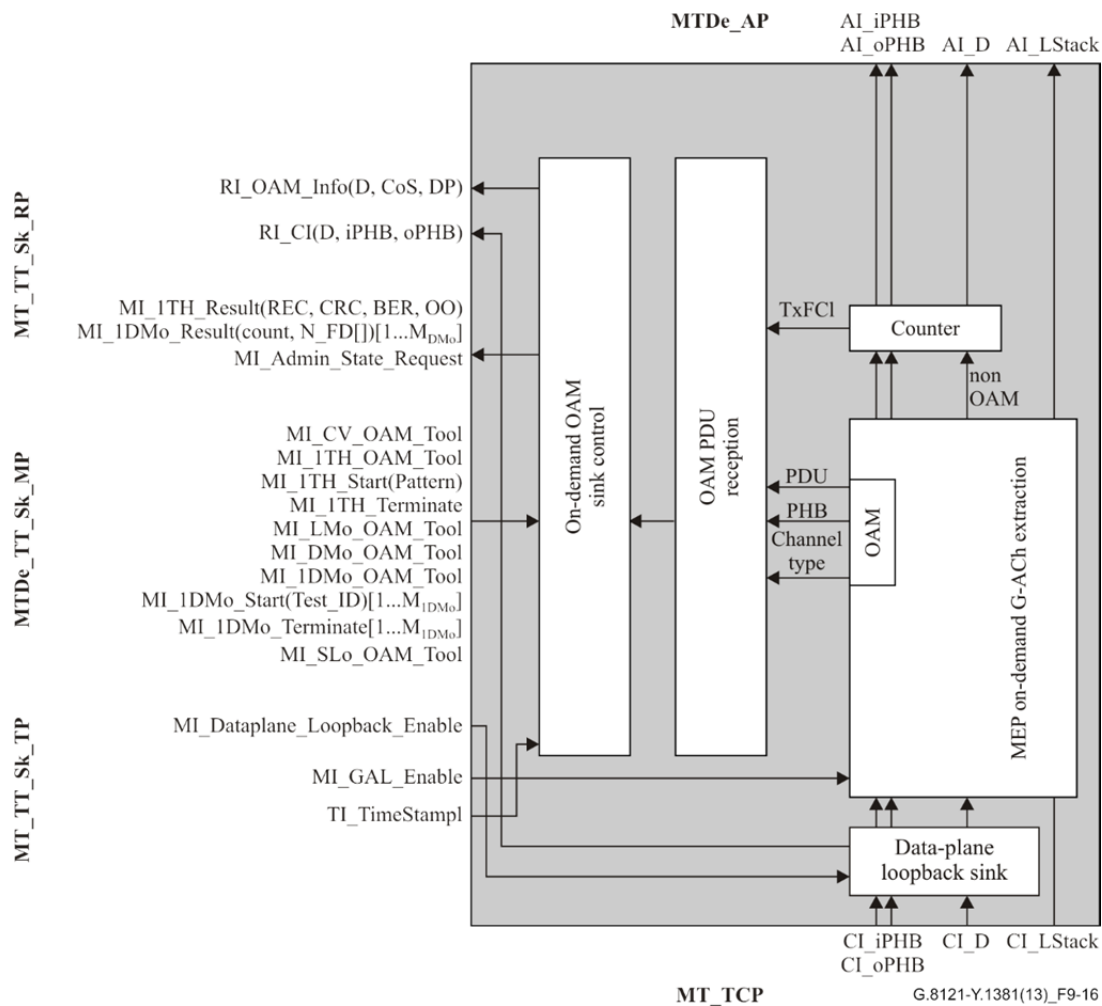 MTDe_AP
AI_iPHB
AI_oPHB AI_D AI_LStack
MT_TT_Sk_RP
RI_OAM_Info(D, CoS, DP)
RI_CI(D, iPHB, oPHB)
MI_1TH_Result(REC, CRC, BER, OO)
MI_1DMo_Result(count, N_FD[])[1...M_DMo]
MI_Admin_State_Request
MTDe_TT_Sk_MP
MI_CV_OAM_Tool
MI_1TH_OAM_Tool
MI_1TH_Start(Pattern)
MI_1TH_Terminate
MI_LMo_OAM_Tool
MI_DMo_OAM_Tool
MI_1DMo_OAM_Tool
MI_1DMo_Start(Test_ID)[1...M_1DMo]
MI_1DMo_Terminate[1...M_1DMo]
MI_SLo_OAM_Tool
MT_TT_Sk_TP
MI_Dataplane_Loopback_Enable
MI_GAL_Enable
TI_TimeStampl
On-demand OAM
sink control
OAM PDU
reception
TxFCl
Counter
non
OAM
PDU
PHB
Channel
type
OAM
MEP on-demand G-ACh extraction
Data-plane
loopback sink
CI_iPHB CI_D CI_LStack
CI_oPHB
MT_TCP
G.8121-Y.1381(13)_F9-16